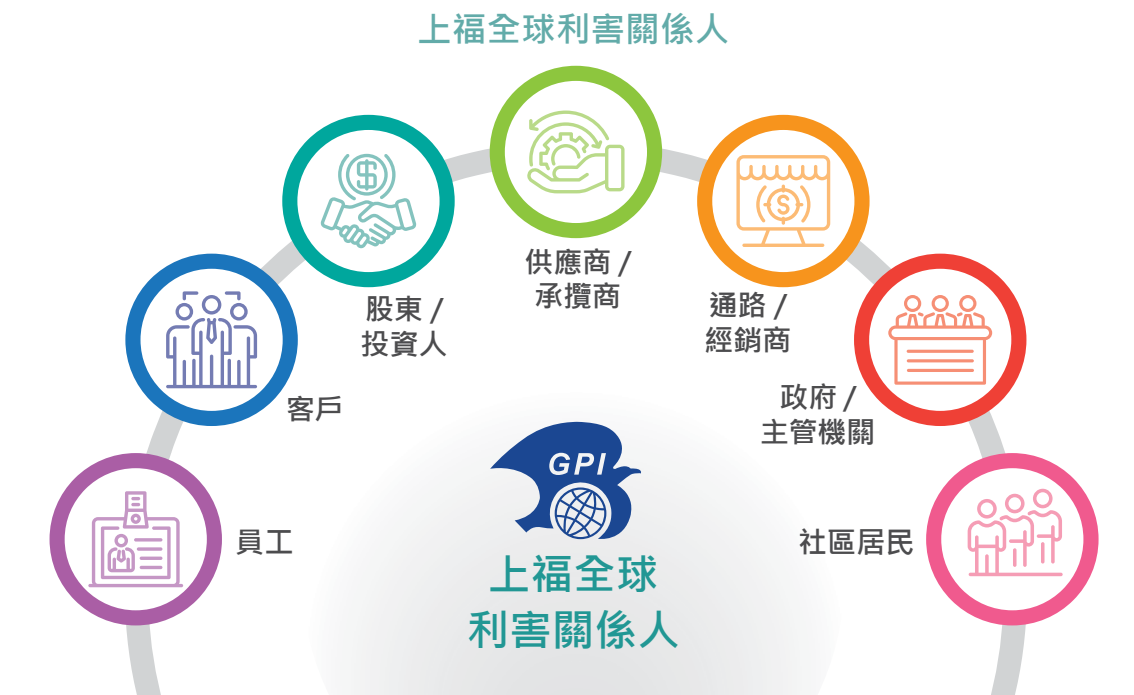 上福全球利害關係人
供應商 /
承攬商
股東 /
投資人
通路 /
經銷商
客戶
政府 /
主管機關
員工
社區居民
GPI
上福全球
利害關係人
$
$